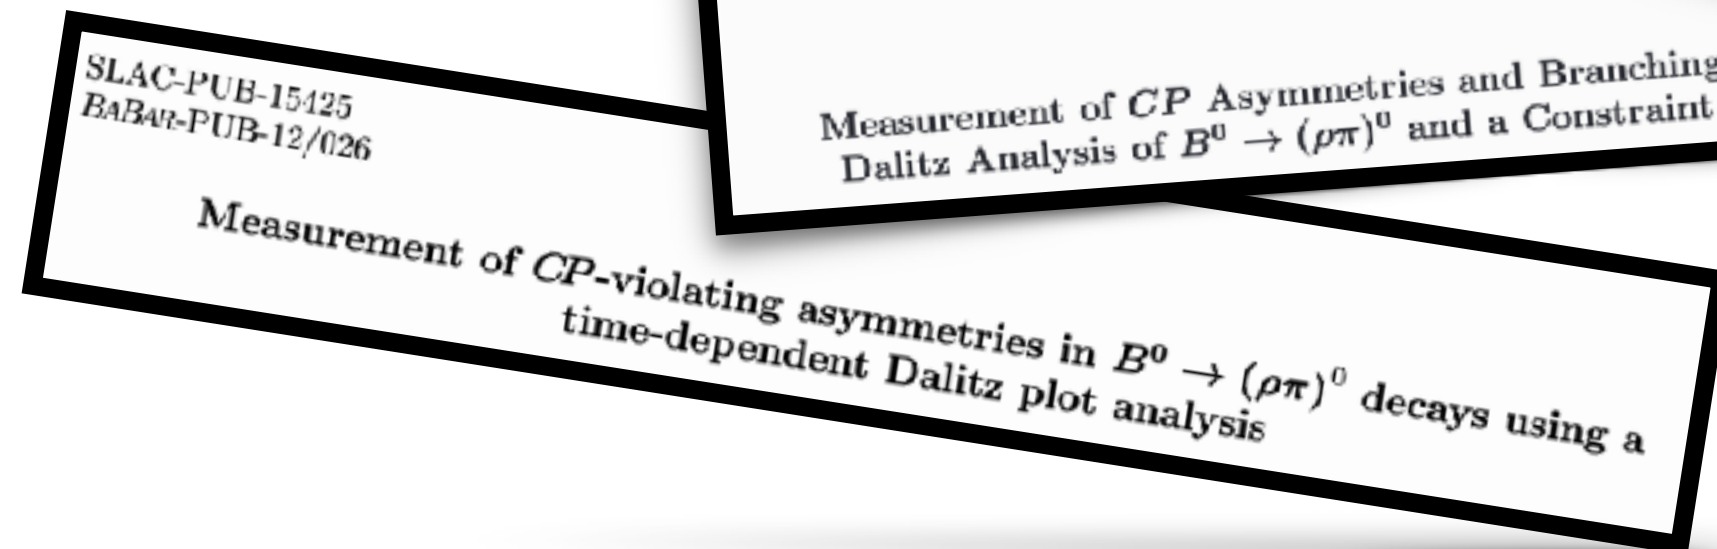 SLAC-PUB-15425
BABAR-PUB-12/026
Measurement of CP-violating asymmetries in B⁰ → (ρπ)⁰ decays using a
time-dependent Dalitz plot analysis
Measurement of CP Asymmetries and Branching
Dalitz Analysis of B⁰ → (ρπ)⁰ and a Constraint